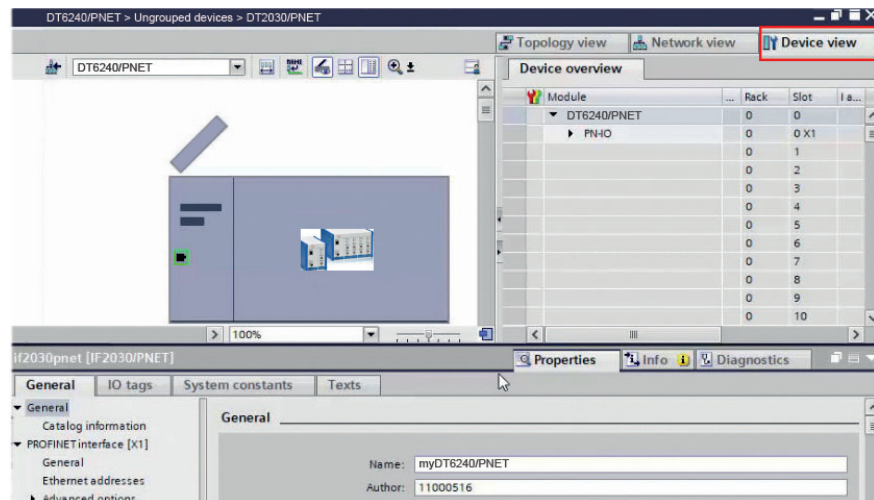 DT6240/PNET > Ungrouped devices > DT2030/PNET
Topology view Network view Device view
DT6240/PNET
Device overview
Module ... Rack Slot I a...
DT6240/PNET 0 0
PN-IO 0 0 X1
0 1
0 2
0 3
0 4
0 5
0 6
0 7
0 8
0 9
0 10
100%
if2030pnet [IF2030/PNET]
Properties Info Diagnostics
General IO tags System constants Texts
General
Catalog information
PROFINET interface [X1]
General
Ethernet addresses
Advanced options
General
Name: myDT6240/PNET
Author: 11000516